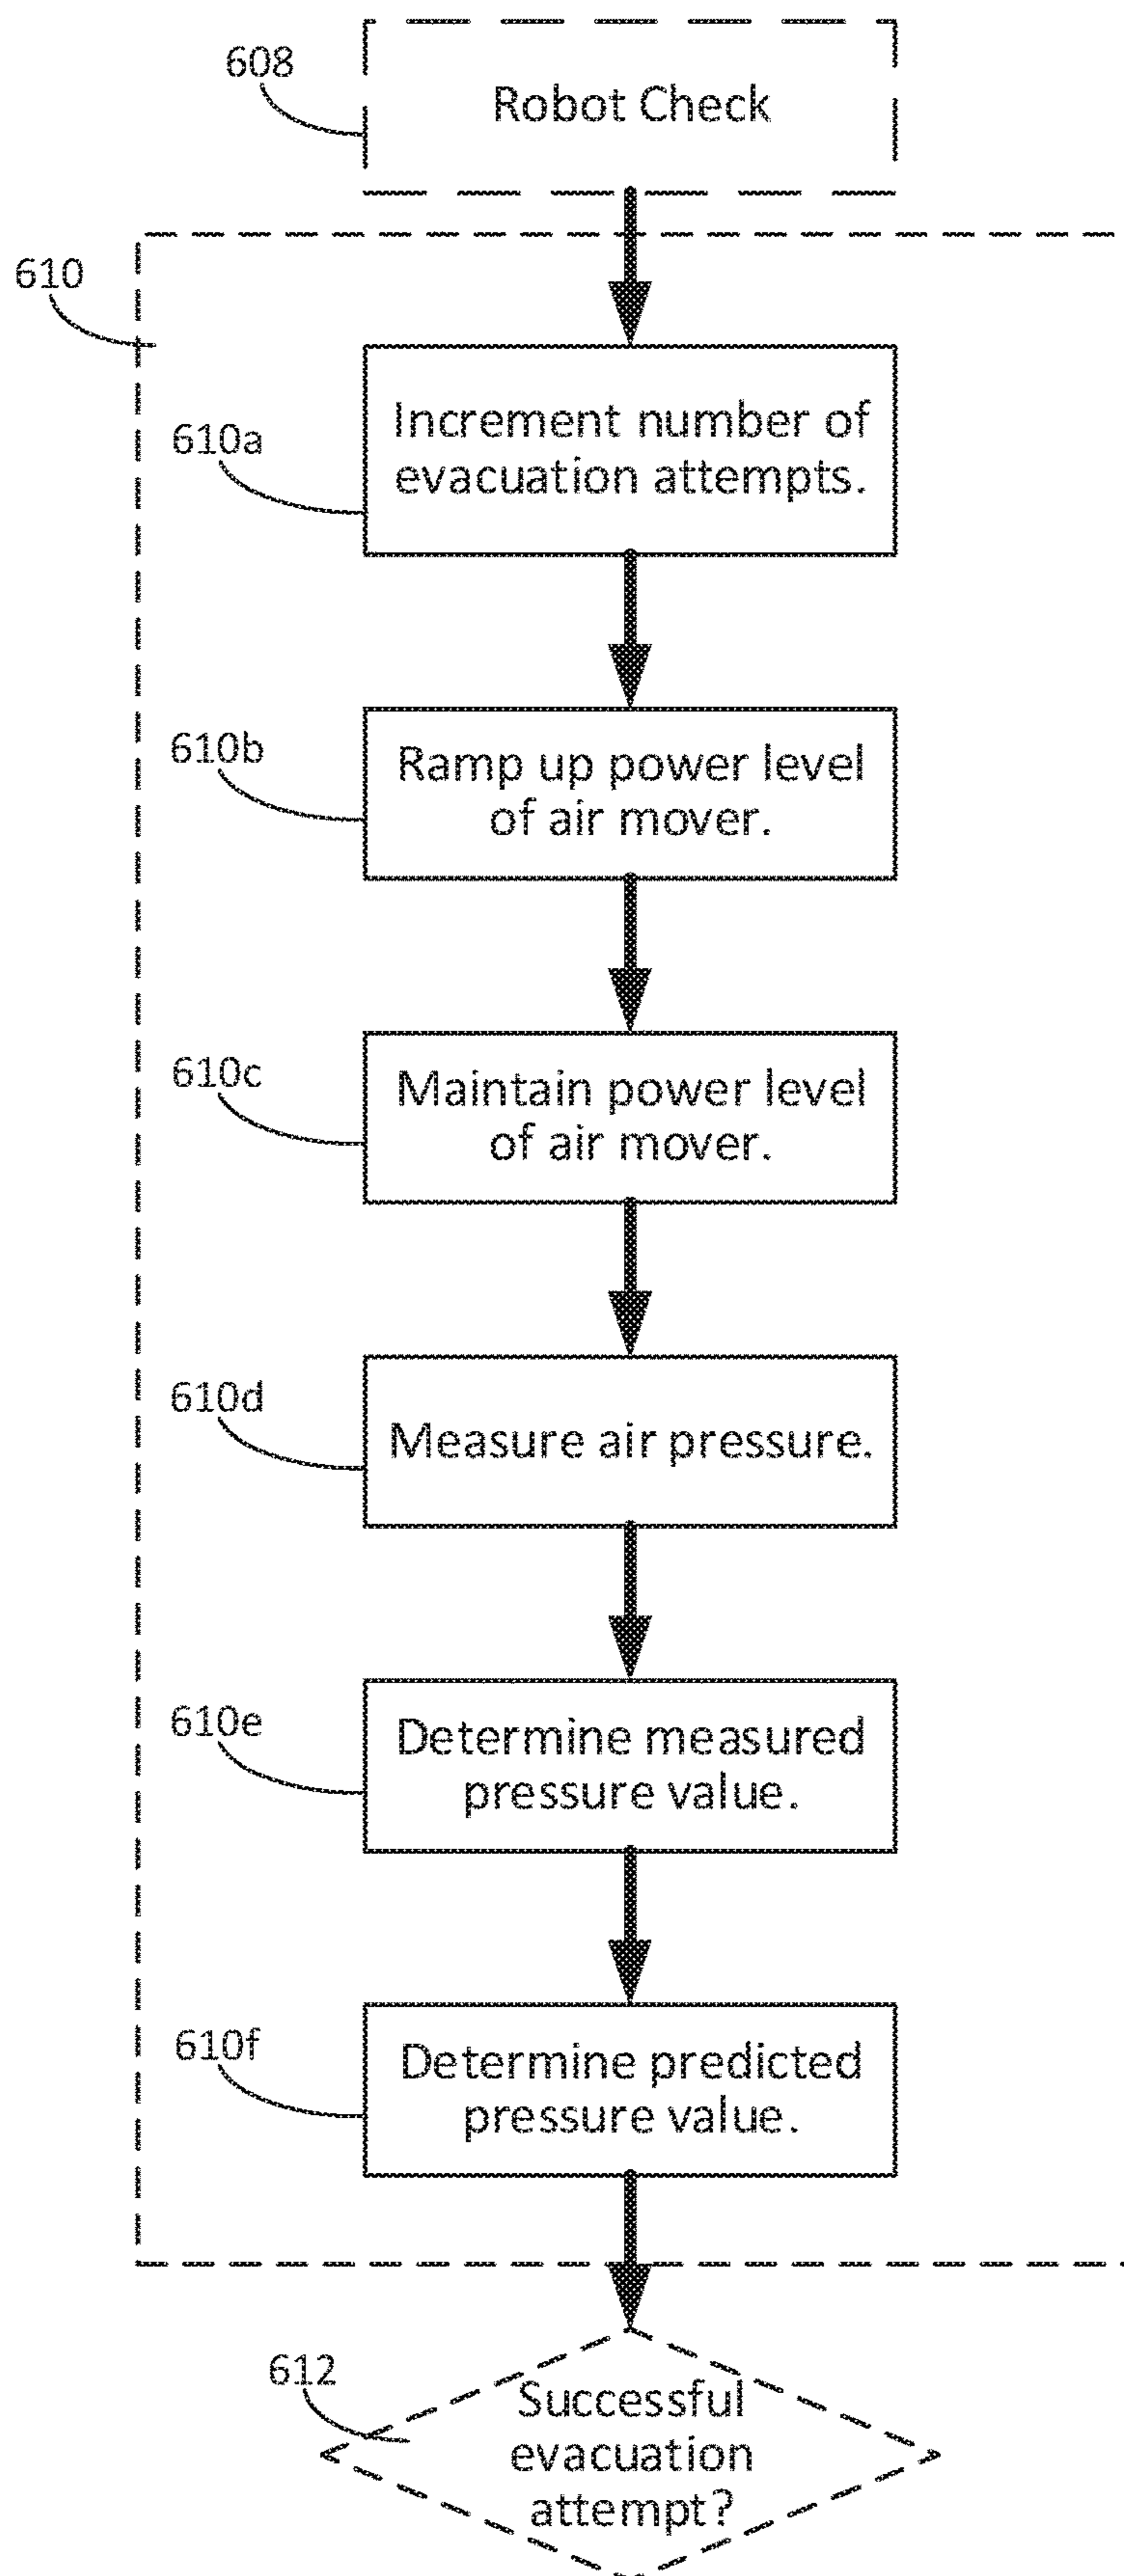 608
Robot Check
610
610a
Increment number of
evacuation attempts.
610b
Ramp up power level
of air mover.
610c
Maintain power level
of air mover.
610d
Measure air pressure.
610e
Determine measured
pressure value.
610f
Determine predicted
pressure value.
612
Successful
evacuation
attempt?